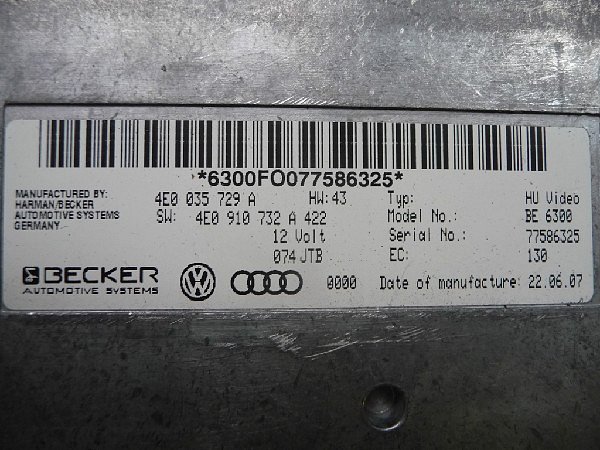 *6300FO077586325*
MANUFACTURED BY:
HARMAN/BECKER
AUTOMOTIVE SYSTEMS
GERMANY
4E0 035 729 A HW:43
SW: 4E0 910 732 A 422
12 Volt
074 JTB
Typ: HU Video
Model No.: BE 6300
Serial No.: 77586325
EC: 130
BECKER
AUTOMOTIVE SYSTEMS
VW
0000 Date of manufacture: 22.06.07